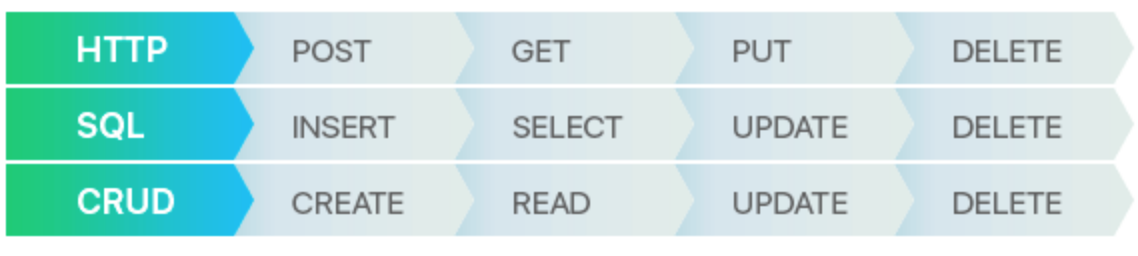 HTTP POST GET PUT DELETE
SQL INSERT SELECT UPDATE DELETE
CRUD CREATE READ UPDATE DELETE